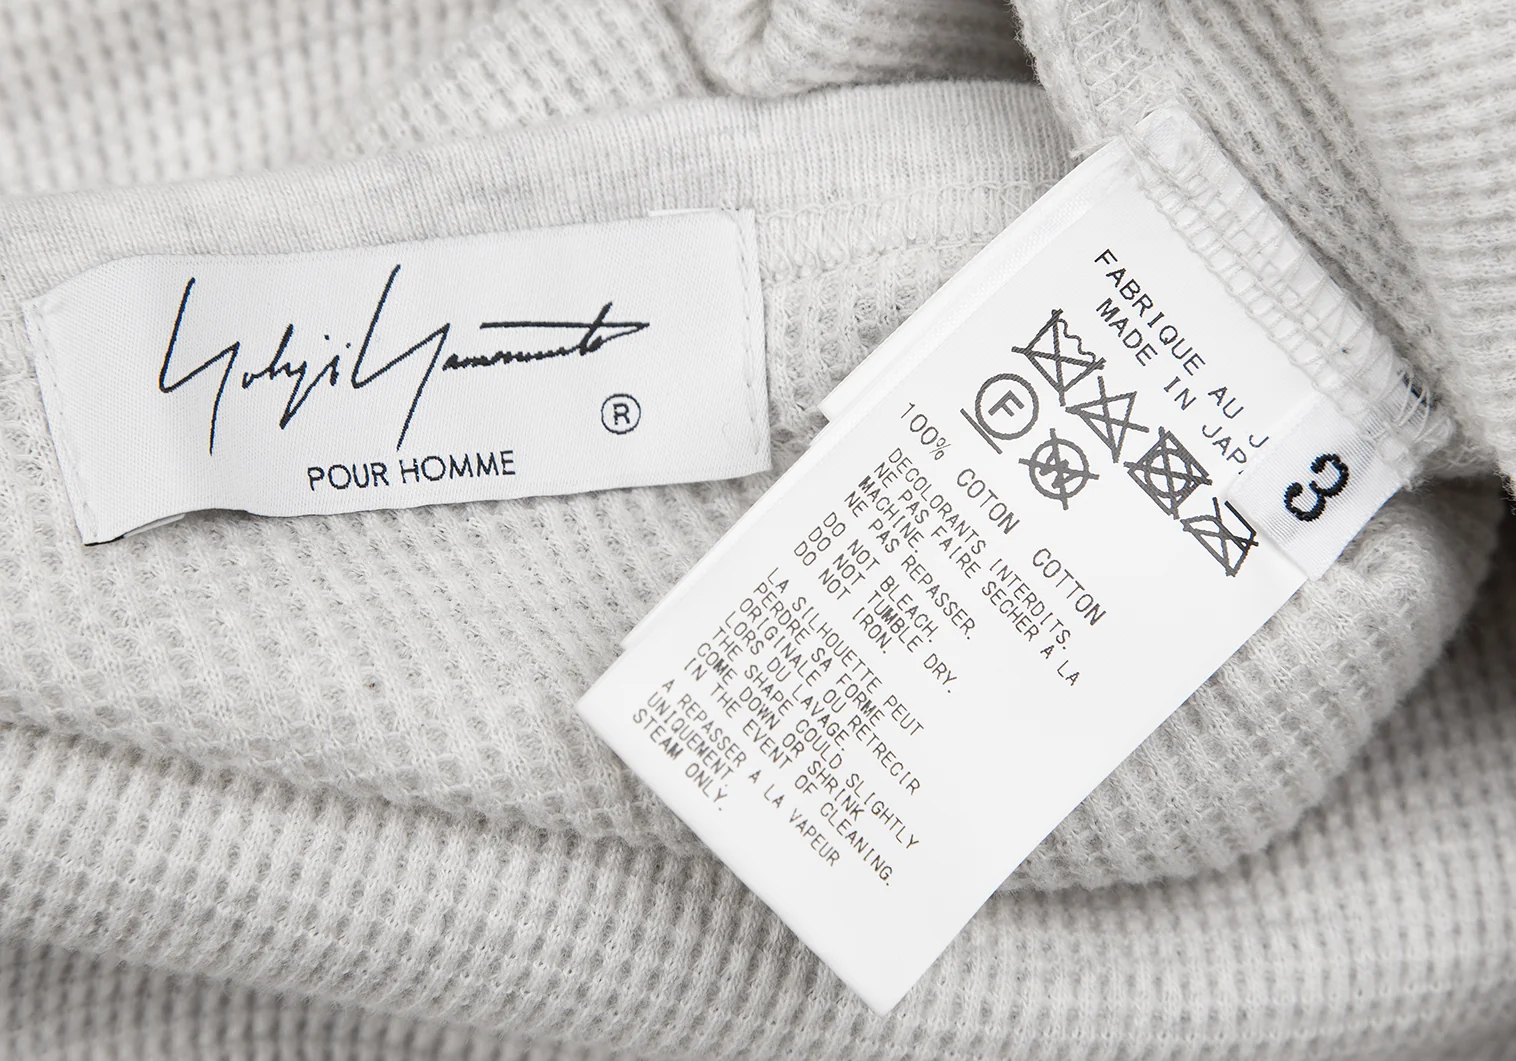 Yohji Yamamoto
®
POUR HOMME
FABRIQUE AU J
MADE IN JAP
F
W
3
100% COTON COTTON
DECOLORANTS INTERDITS.
NE PAS FAIRE SECHER A LA
MACHINE.
NE PAS REPASSER.
DO NOT BLEACH.
DO NOT TUMBLE DRY.
DO NOT IRON.
LA SILHOUETTE PEUT
PERDRE SA FORME
ORIGINALE OU RETRECIR
LORS DU LAVAGE.
THE SHAPE COULD SLIGHTLY
COME DOWN OR SHRINK
IN THE EVENT OF CLEANING.
A REPASSER A LA VAPEUR
UNIQUEMENT
STEAM ONLY.